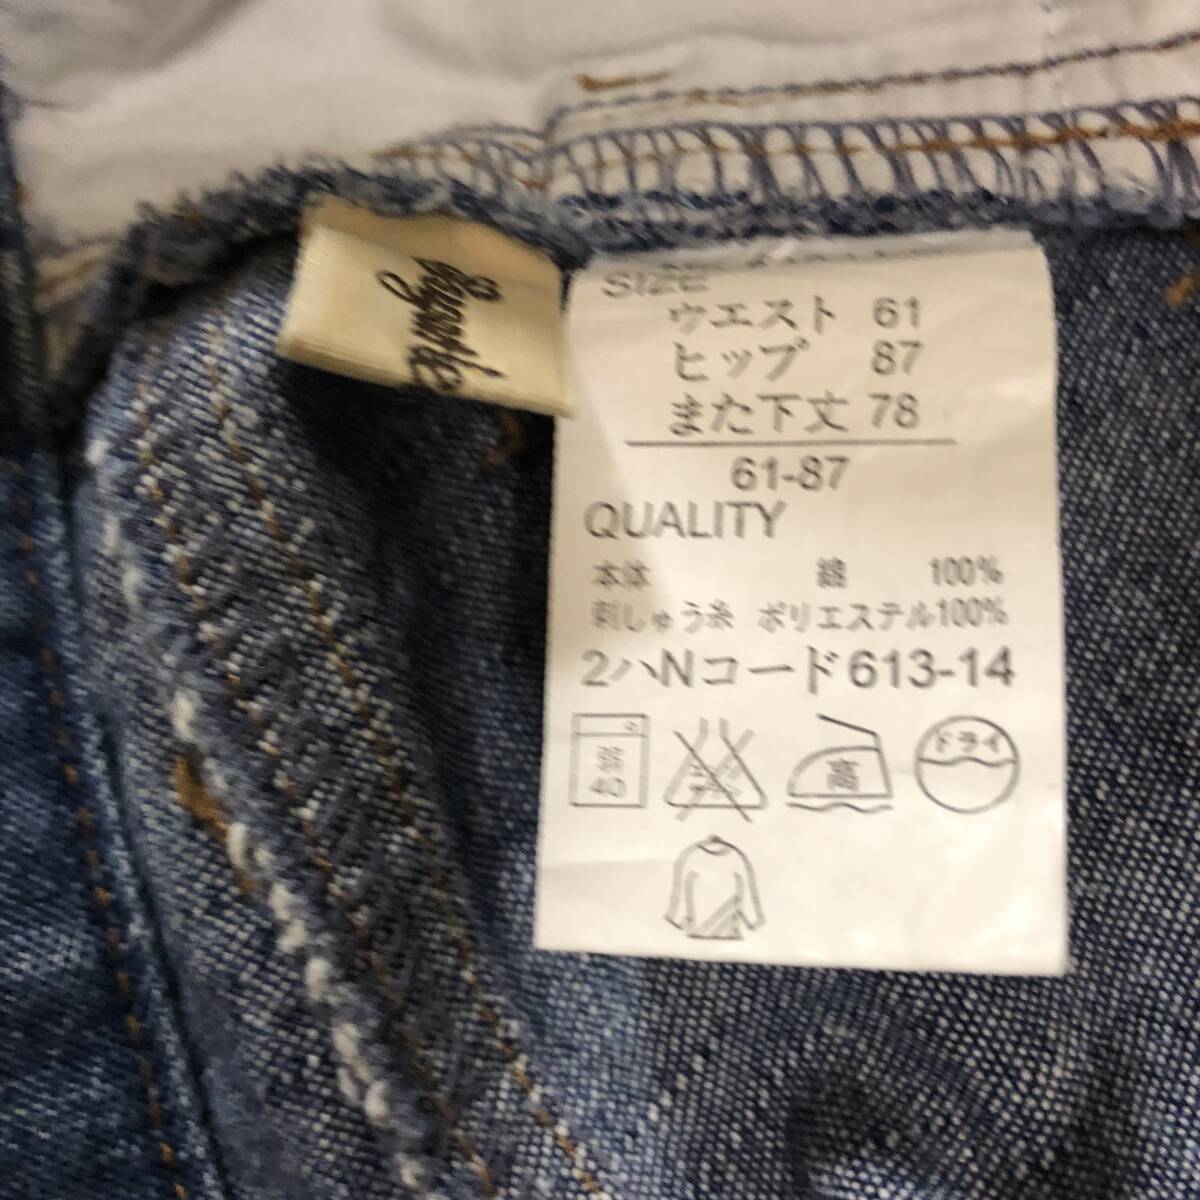 SIZE
ウエスト 61
ヒップ 87
また下丈 78
61-87
QUALITY
本体 綿 100%
刺しゅう糸 ポリエステル100%
2ハNコード613-14
40
高
ドライ